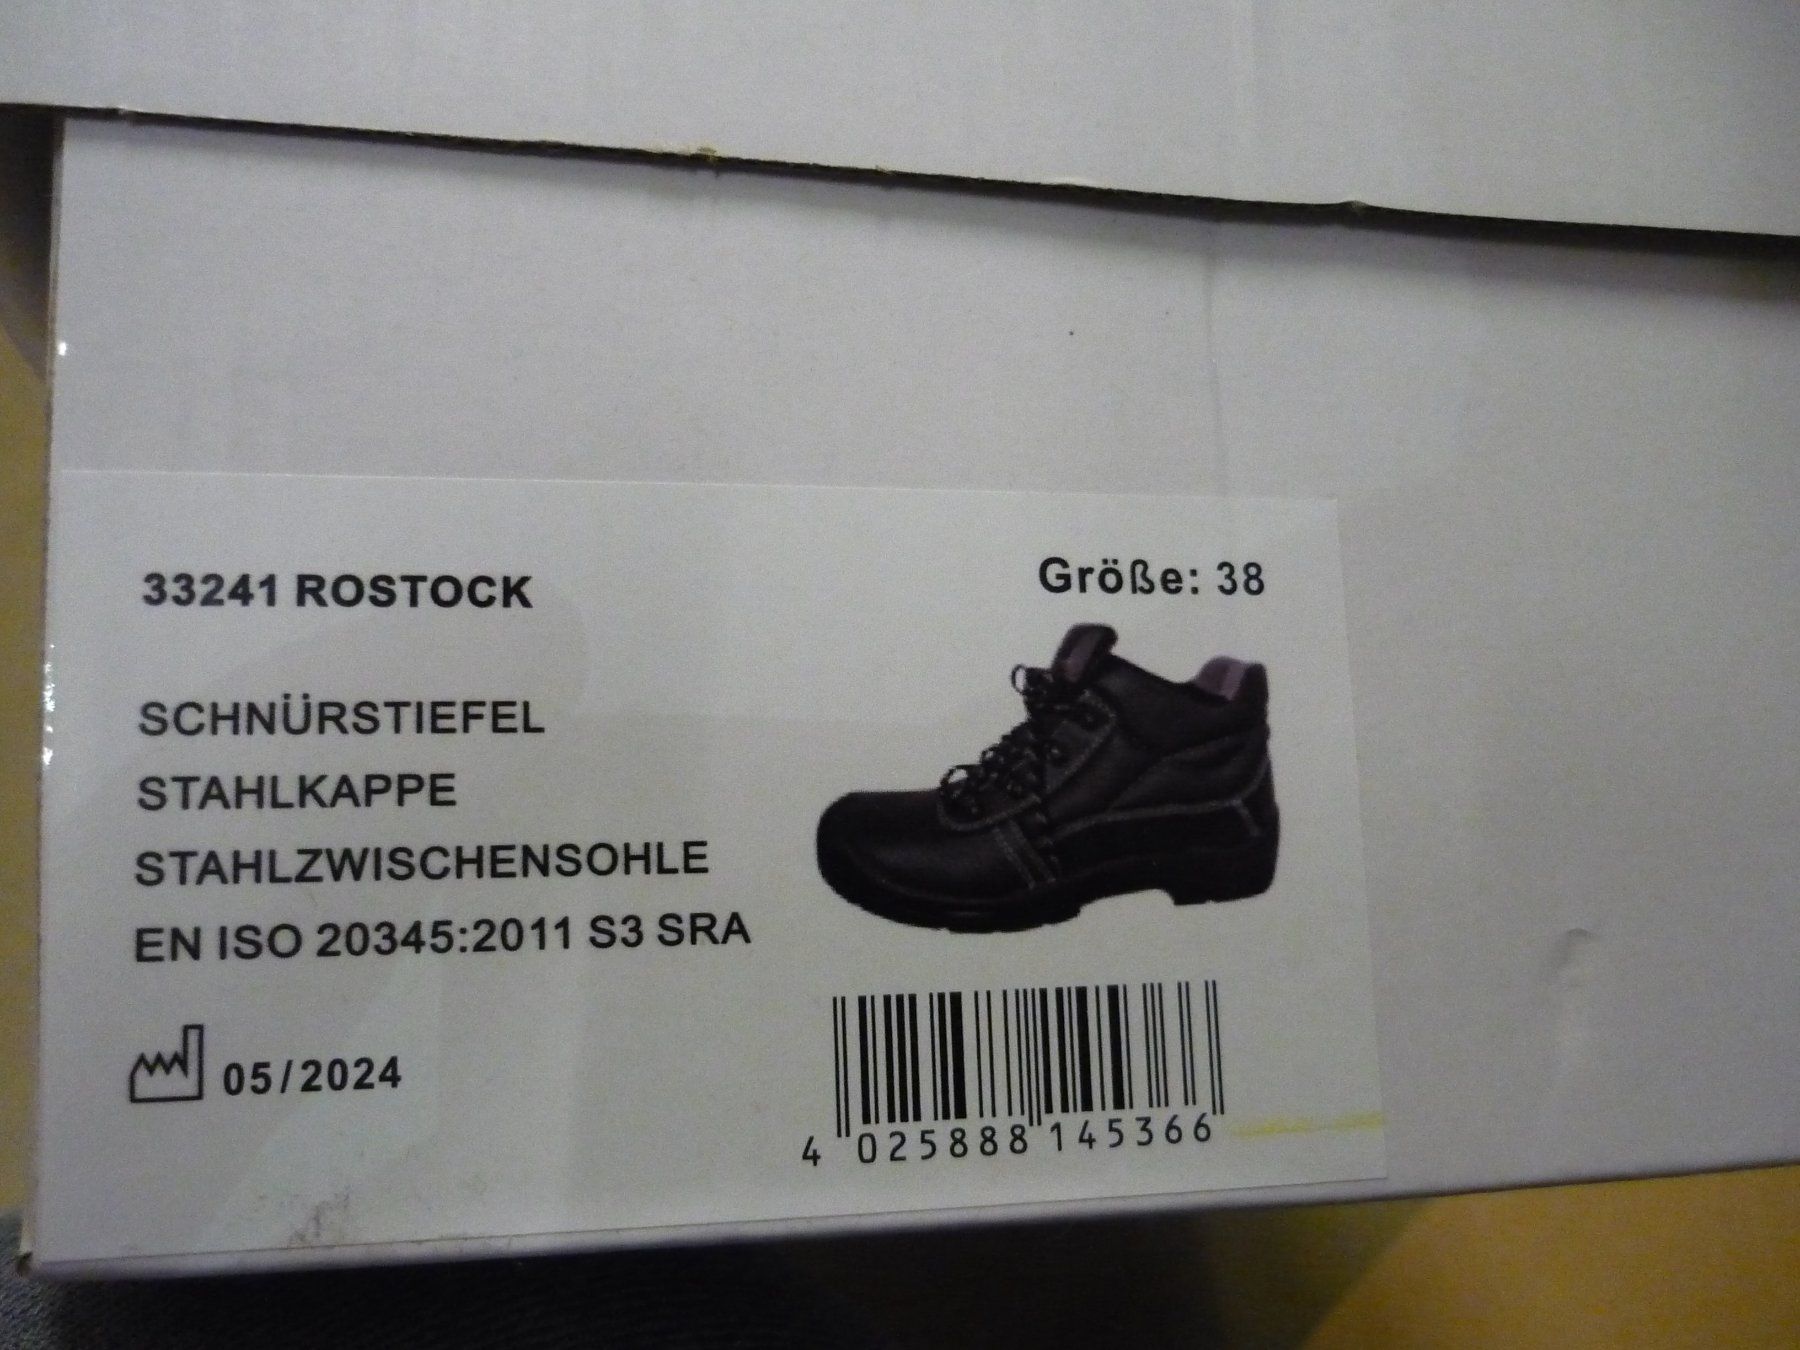 33241 ROSTOCK
Größe: 38
SCHNÜRSTIEFEL
STAHLKAPPE
STAHLZWISCHENSOHLE
EN ISO 20345:2011 S3 SRA
05/2024
4 025888 145366